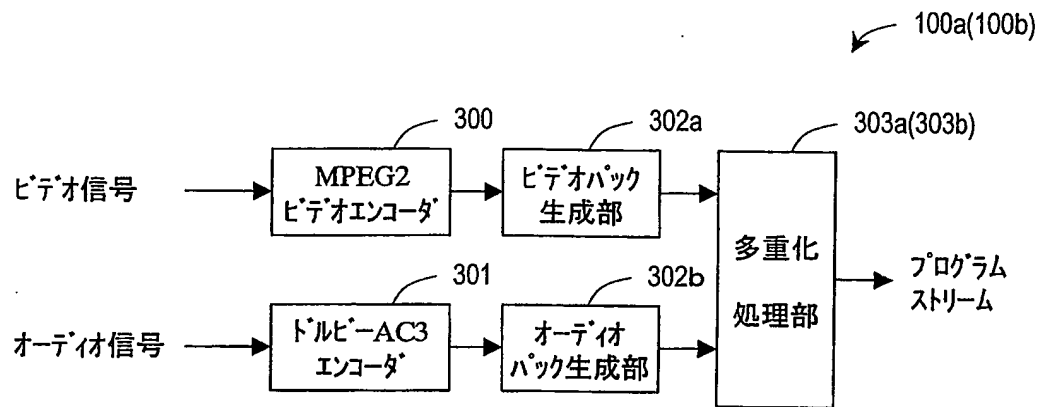 100a(100b)
300
302a
303a(303b)
ビデオ信号
MPEG2
ビデオエンコーダ
ビデオパック
生成部
多重化
処理部
プログラム
ストリーム
301
302b
オーディオ信号
ドルビーAC3
エンコーダ
オーディオ
パック生成部